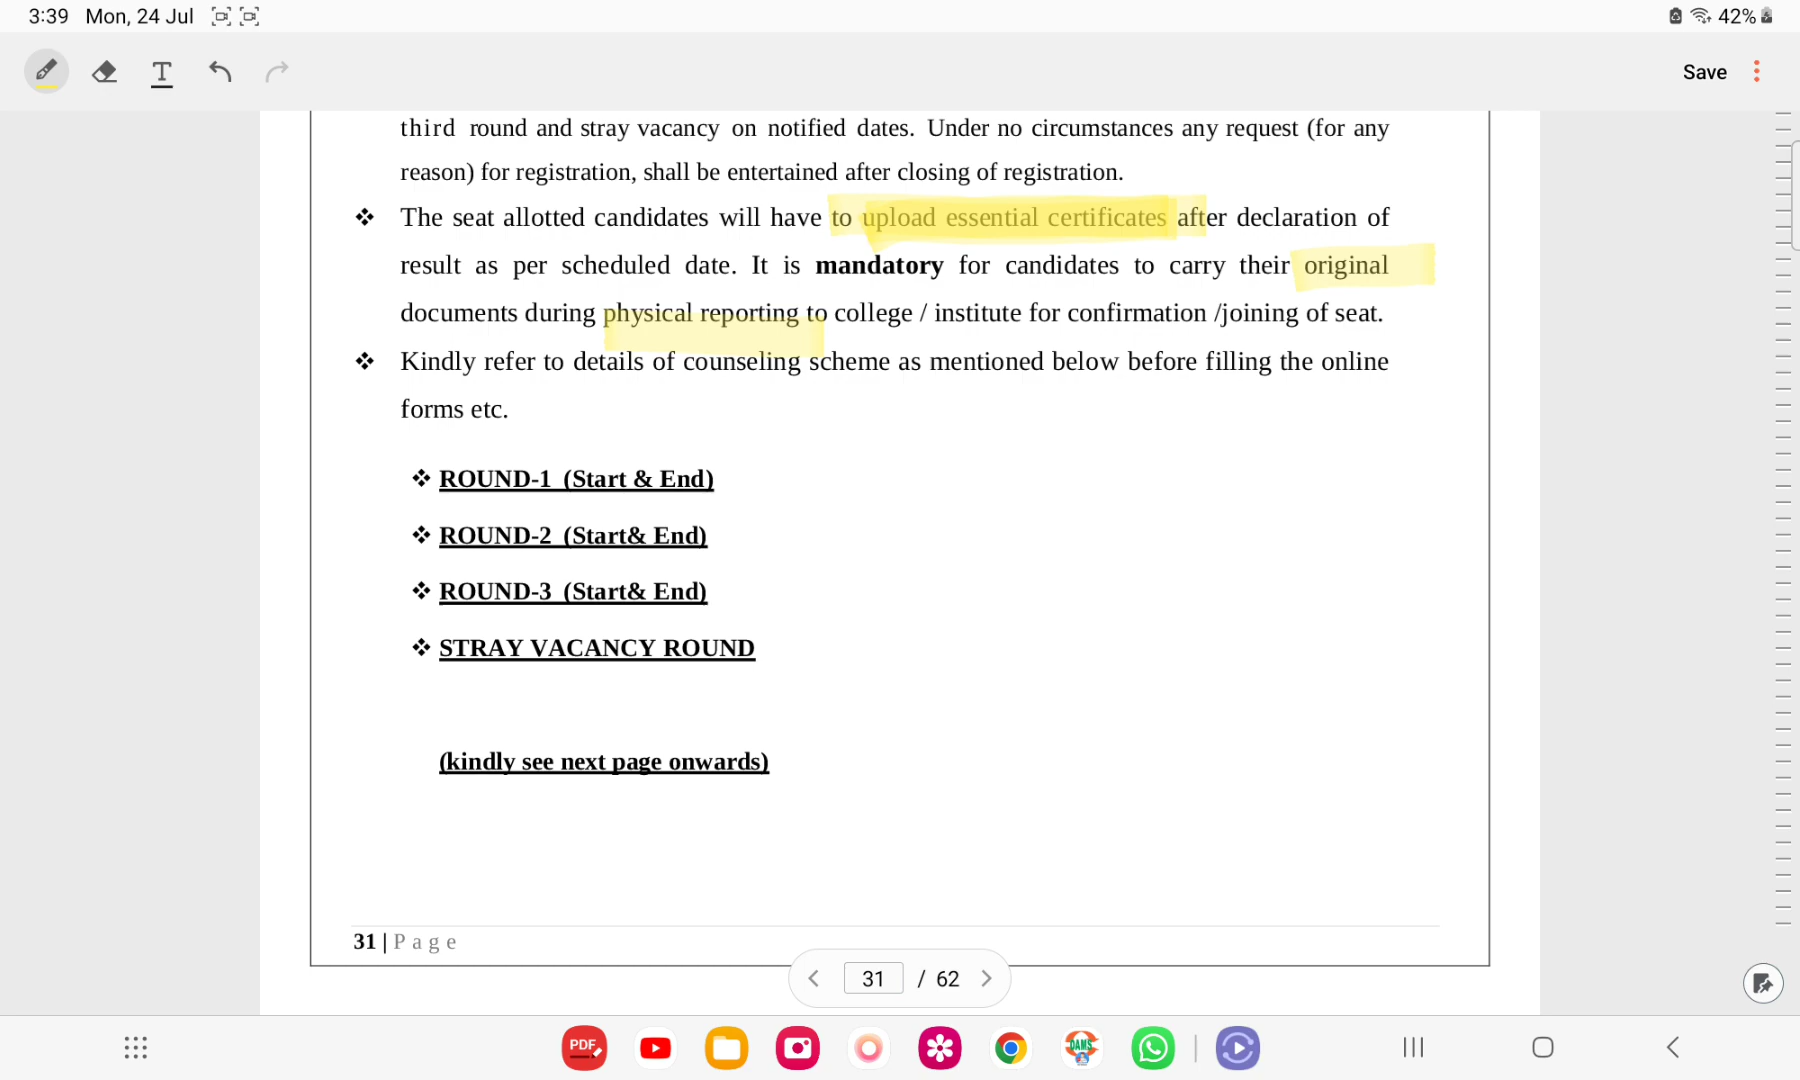 3:39 Mon, 24 Jul 42%
T Save
third round and stray vacancy on notified dates. Under no circumstances any request (for any
reason) for registration, shall be entertained after closing of registration.
❖ The seat allotted candidates will have to upload essential certificates after declaration of
result as per scheduled date. It is mandatory for candidates to carry their original
documents during physical reporting to college / institute for confirmation /joining of seat.
❖ Kindly refer to details of counseling scheme as mentioned below before filling the online
forms etc.
❖ ROUND-1 (Start & End)
❖ ROUND-2 (Start& End)
❖ ROUND-3 (Start& End)
❖ STRAY VACANCY ROUND
(kindly see next page onwards)
31 | Page
31 / 62
PDF DAMS